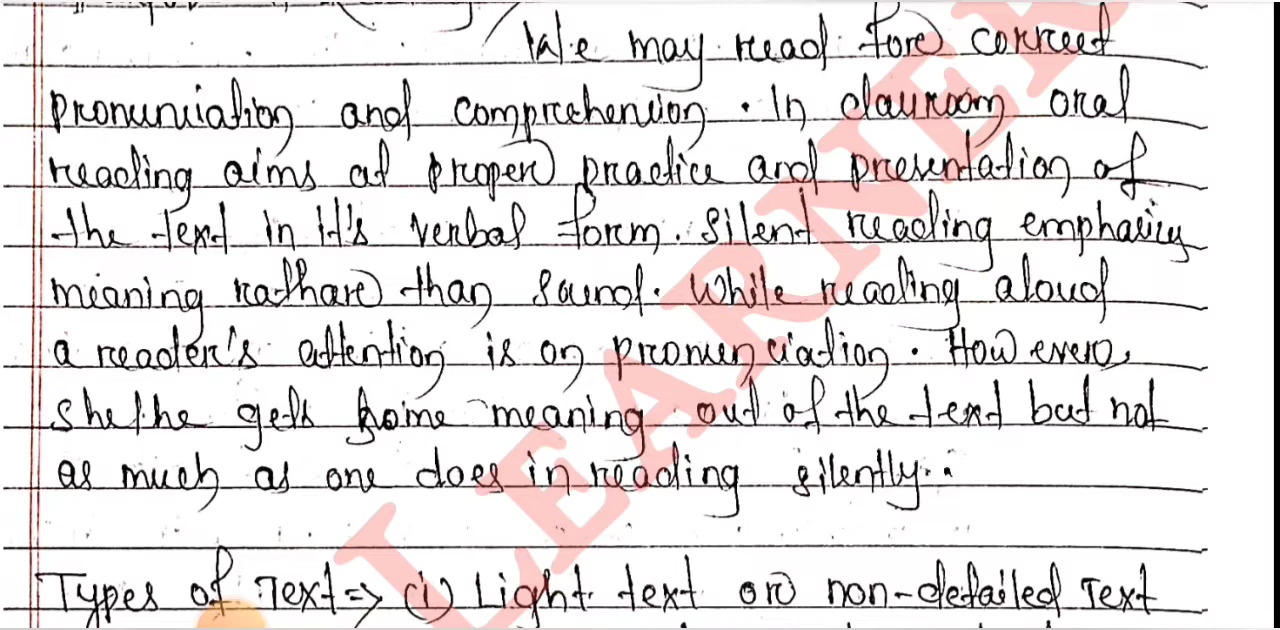 We may read for correct
pronunciation and comprehension. In classroom oral
reading aims at proper practice and presentation of
the text in it's verbal form. Silent reading emphasizes
meaning rathare than sound. While reading aloud
a reader's attention is on pronunciation. However,
she/he gets some meaning out of the text but not
as much as one does in reading silently.
Types of Text => (i) Light text or non-detailed Text
LEARNER